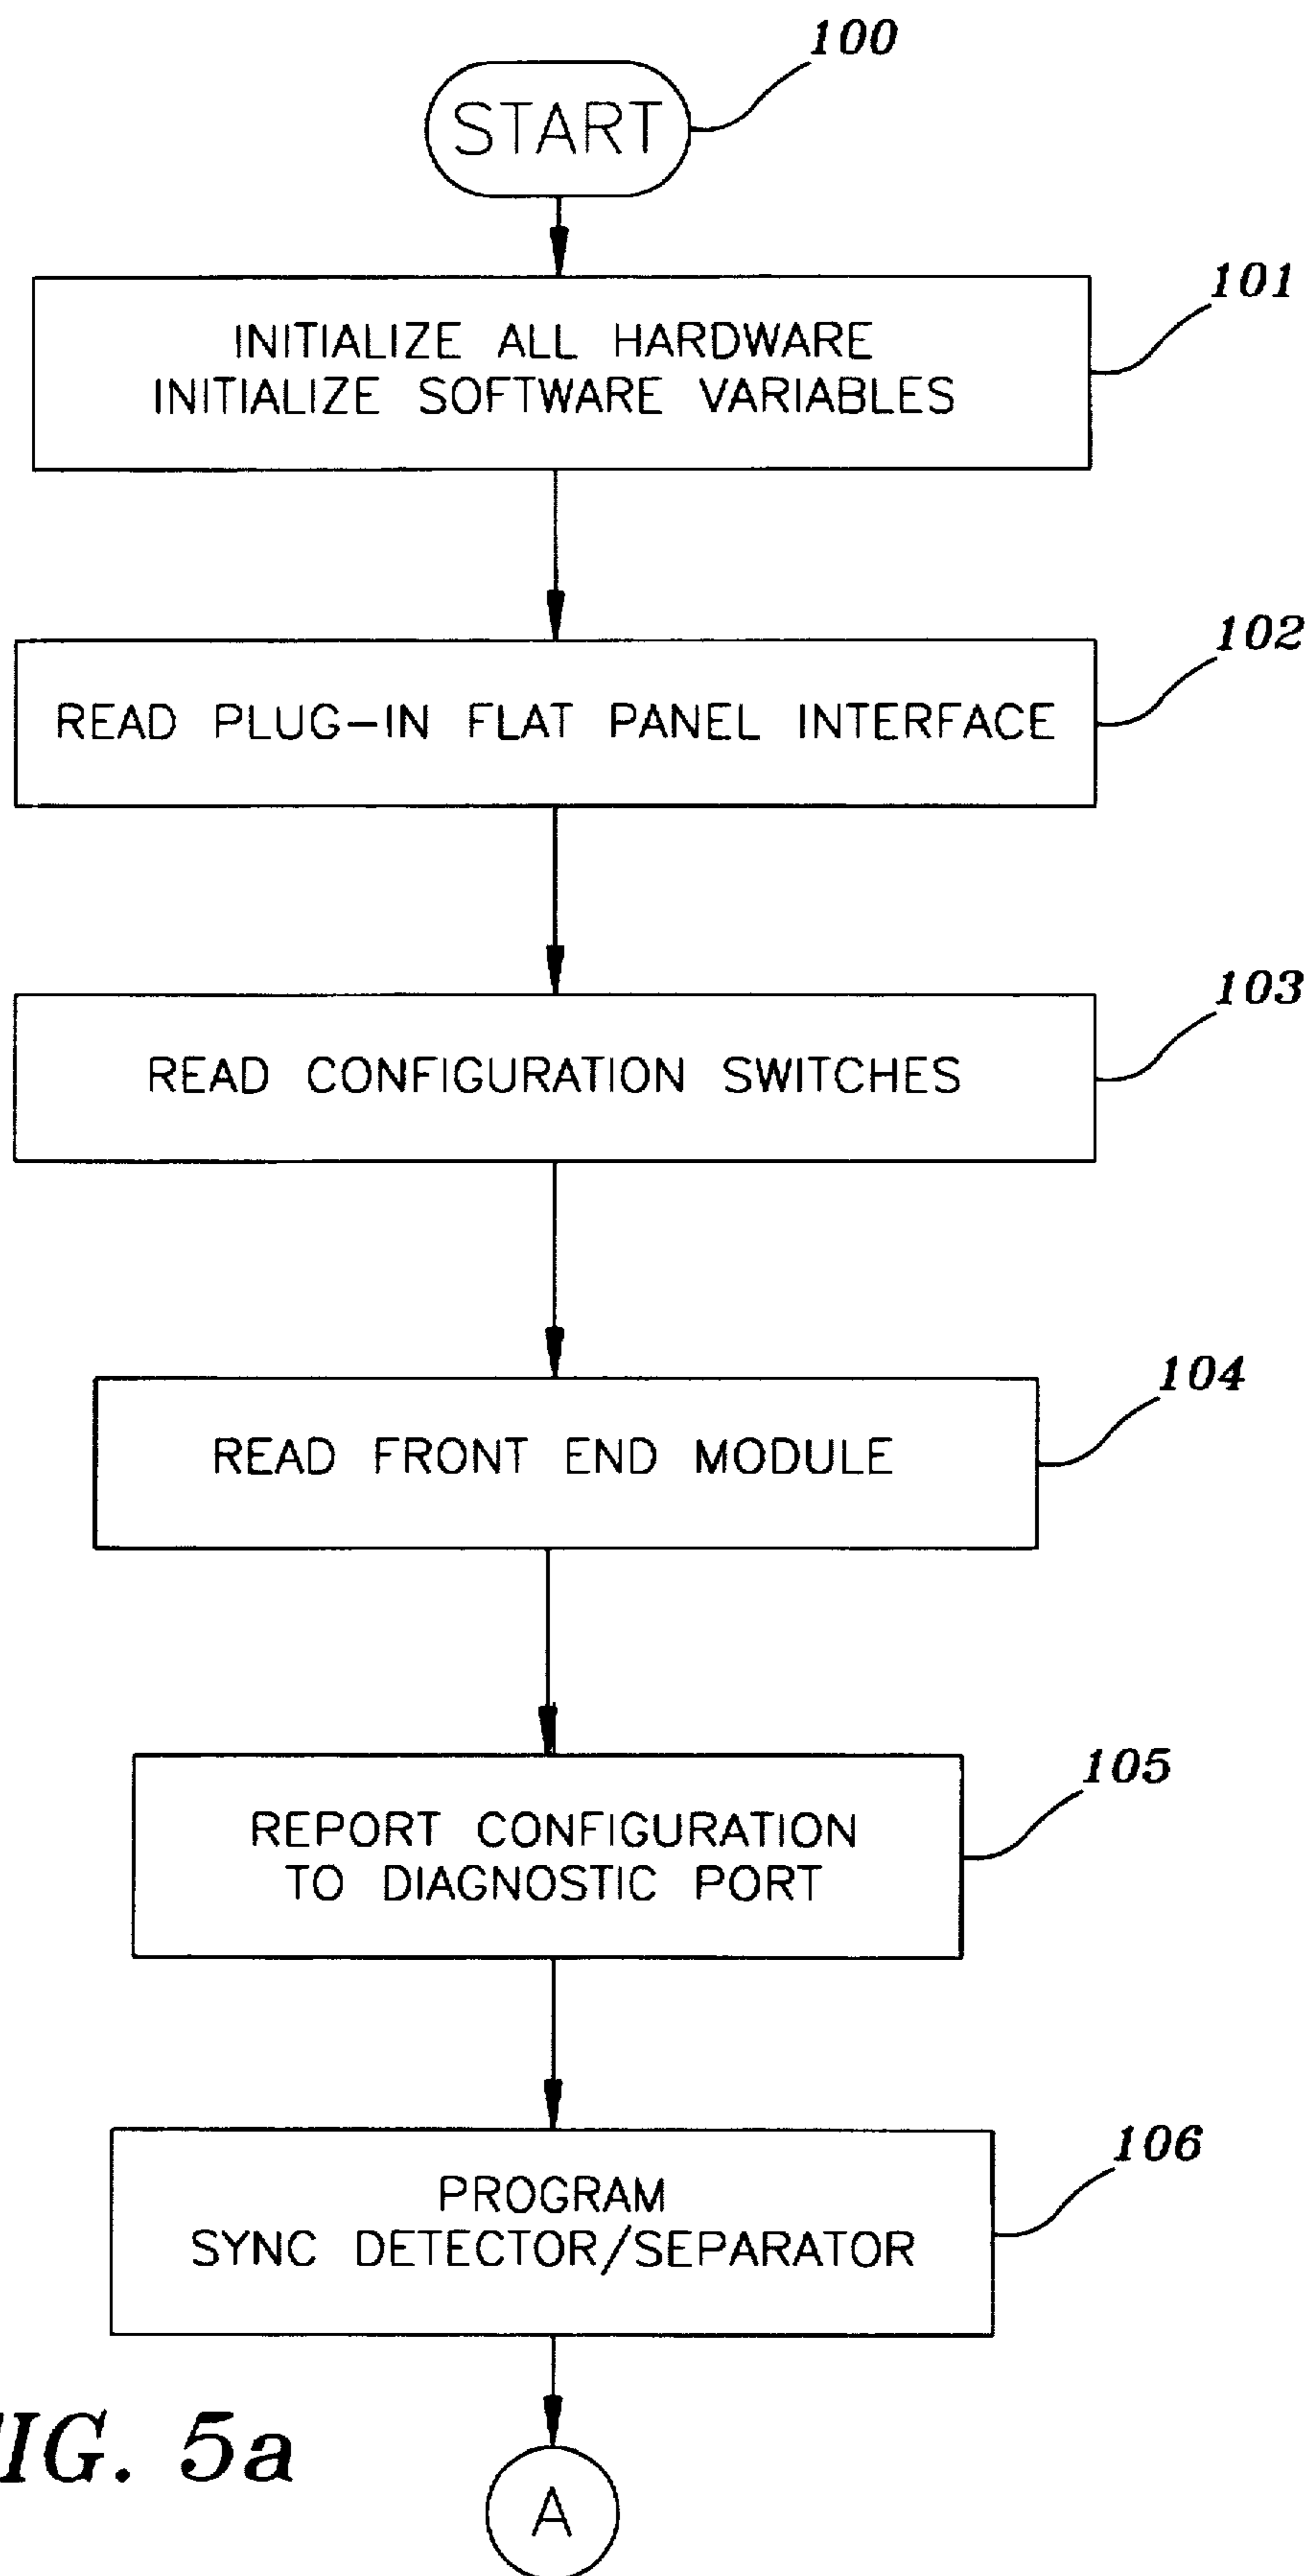 100
START
101
INITIALIZE ALL HARDWARE
INITIALIZE SOFTWARE VARIABLES
102
READ PLUG-IN FLAT PANEL INTERFACE
103
READ CONFIGURATION SWITCHES
104
READ FRONT END MODULE
105
REPORT CONFIGURATION
TO DIAGNOSTIC PORT
106
PROGRAM
SYNC DETECTOR/SEPARATOR
FIG. 5a
A